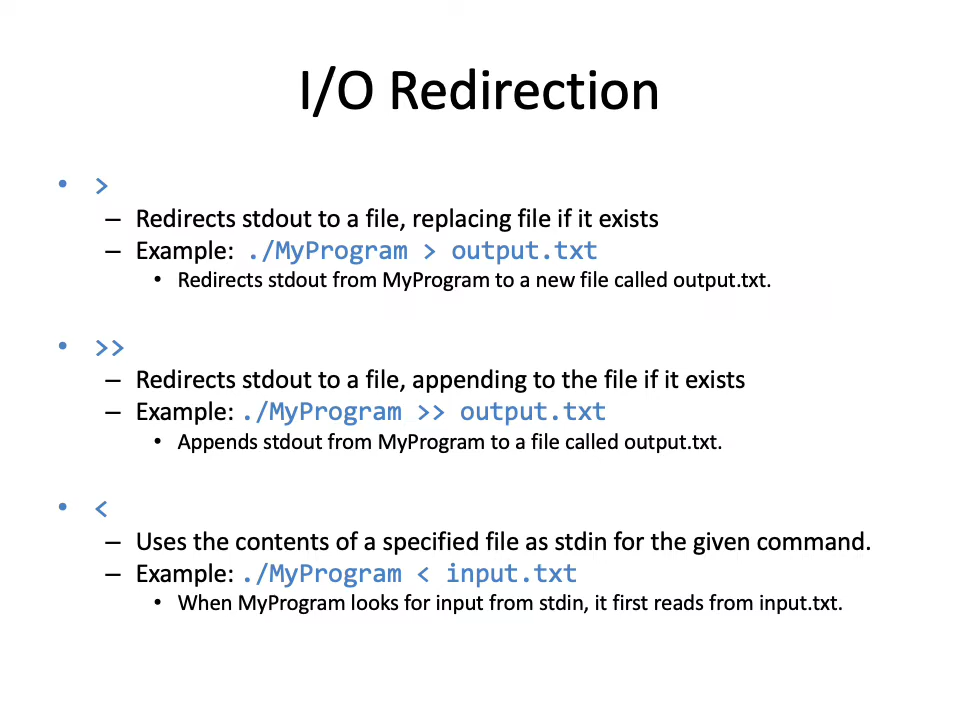 I/O Redirection
• >
– Redirects stdout to a file, replacing file if it exists
– Example: ./MyProgram > output.txt
• Redirects stdout from MyProgram to a new file called output.txt.
• >>
– Redirects stdout to a file, appending to the file if it exists
– Example: ./MyProgram >> output.txt
• Appends stdout from MyProgram to a file called output.txt.
• <
– Uses the contents of a specified file as stdin for the given command.
– Example: ./MyProgram < input.txt
• When MyProgram looks for input from stdin, it first reads from input.txt.